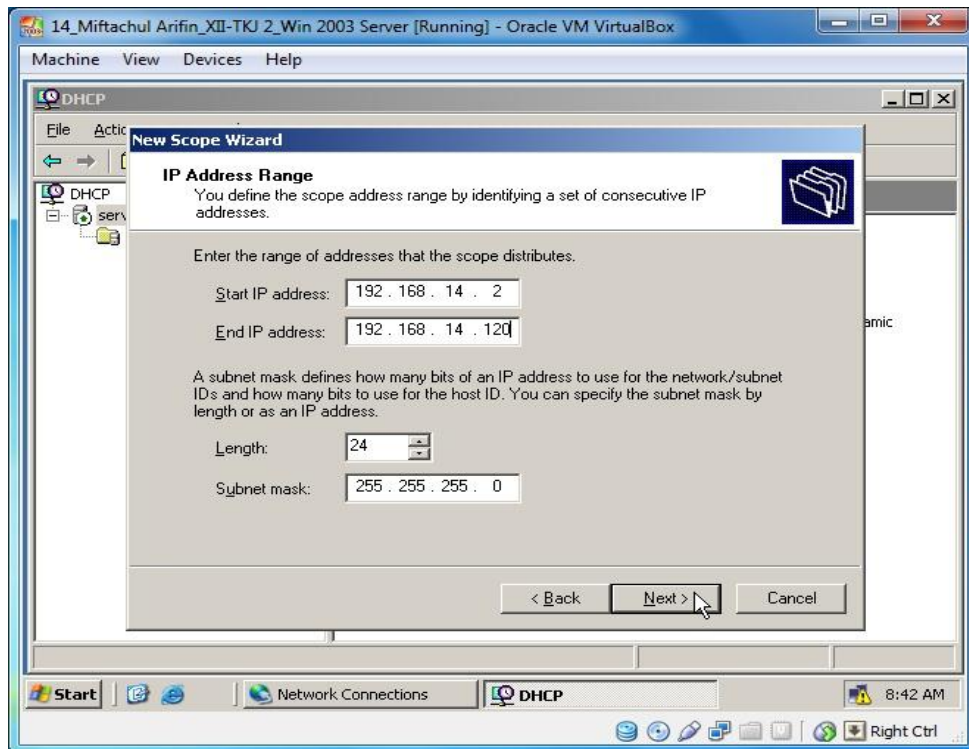 14_Miftachul Arifin_XII-TKJ 2_Win 2003 Server [Running] - Oracle VM VirtualBox
Machine View Devices Help
DHCP
File Actio
New Scope Wizard
IP Address Range
You define the scope address range by identifying a set of consecutive IP
addresses.
DHCP
serv
Enter the range of addresses that the scope distributes.
Start IP address: 192 . 168 . 14 . 2
End IP address: 192 . 168 . 14 . 120
amic
A subnet mask defines how many bits of an IP address to use for the network/subnet
IDs and how many bits to use for the host ID. You can specify the subnet mask by
length or as an IP address.
Length: 24
Subnet mask: 255 . 255 . 255 . 0
< Back Next > Cancel
Start Network Connections DHCP 8:42 AM
Right Ctrl